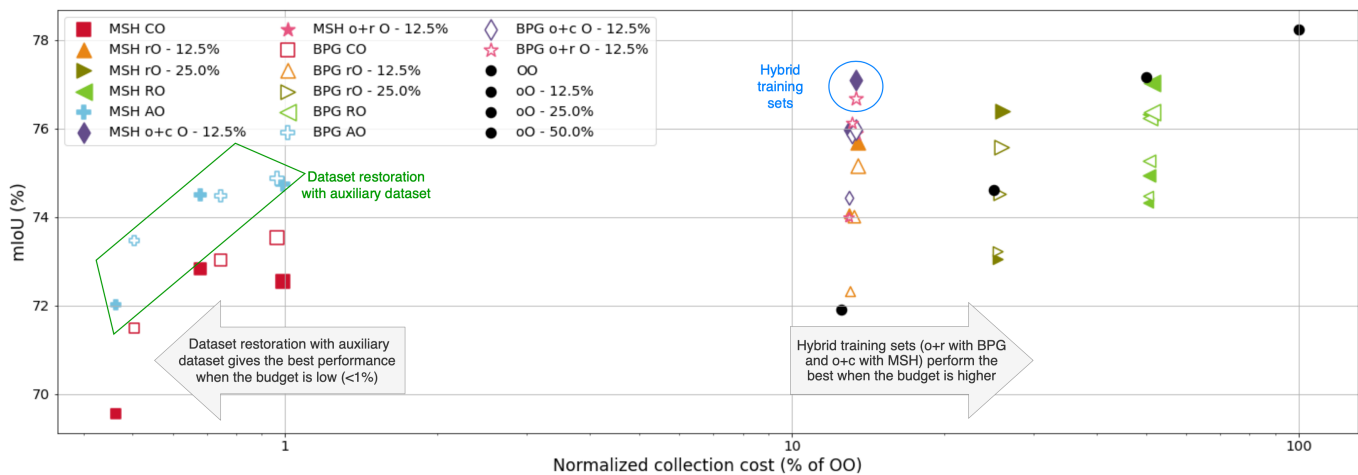 78
76
74
72
70
mIoU (%)
MSH CO
MSH rO - 12.5%
MSH rO - 25.0%
MSH RO
MSH AO
MSH o+c O - 12.5%
MSH o+r O - 12.5%
BPG CO
BPG rO - 12.5%
BPG rO - 25.0%
BPG RO
BPG AO
BPG o+c O - 12.5%
BPG o+r O - 12.5%
OO
oO - 12.5%
oO - 25.0%
oO - 50.0%
Hybrid
training
sets
Dataset restoration
with auxiliary dataset
Dataset restoration with auxiliary
dataset gives the best performance
when the budget is low (<1%)
Hybrid training sets (o+r with BPG
and o+c with MSH) perform the
best when the budget is higher
1
10
100
Normalized collection cost (% of OO)